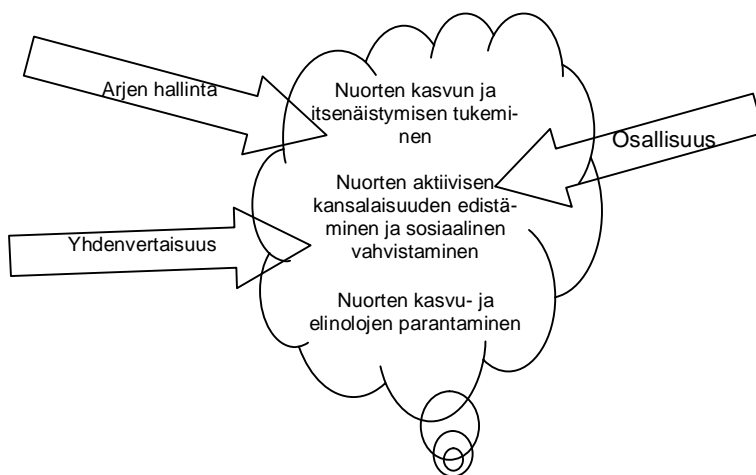 Arjen hallinta
Nuorten kasvun ja
itsenäistymisen tukemi-
nen
Osallisuus
Nuorten aktiivisen
kansalaisuuden edistä-
minen ja sosiaalinen
vahvistaminen
Yhdenvertaisuus
Nuorten kasvu- ja
elinolojen parantaminen